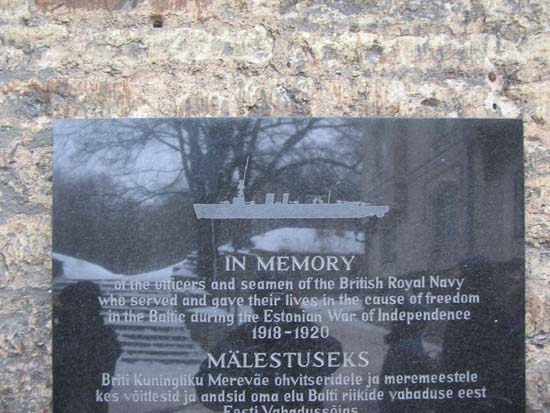 IN MEMORY
of the officers and seamen of the British Royal Navy
who served and gave their lives in the cause of freedom
in the Baltic during the Estonian War of Independence
1918-1920
MÄLESTUSEKS
Briti Kuningliku Mereväe ohvitseridele ja meremeestele
kes võitlesid ja andsid oma elu Balti riikide vabaduse eest
Eesti Vabadussõjas